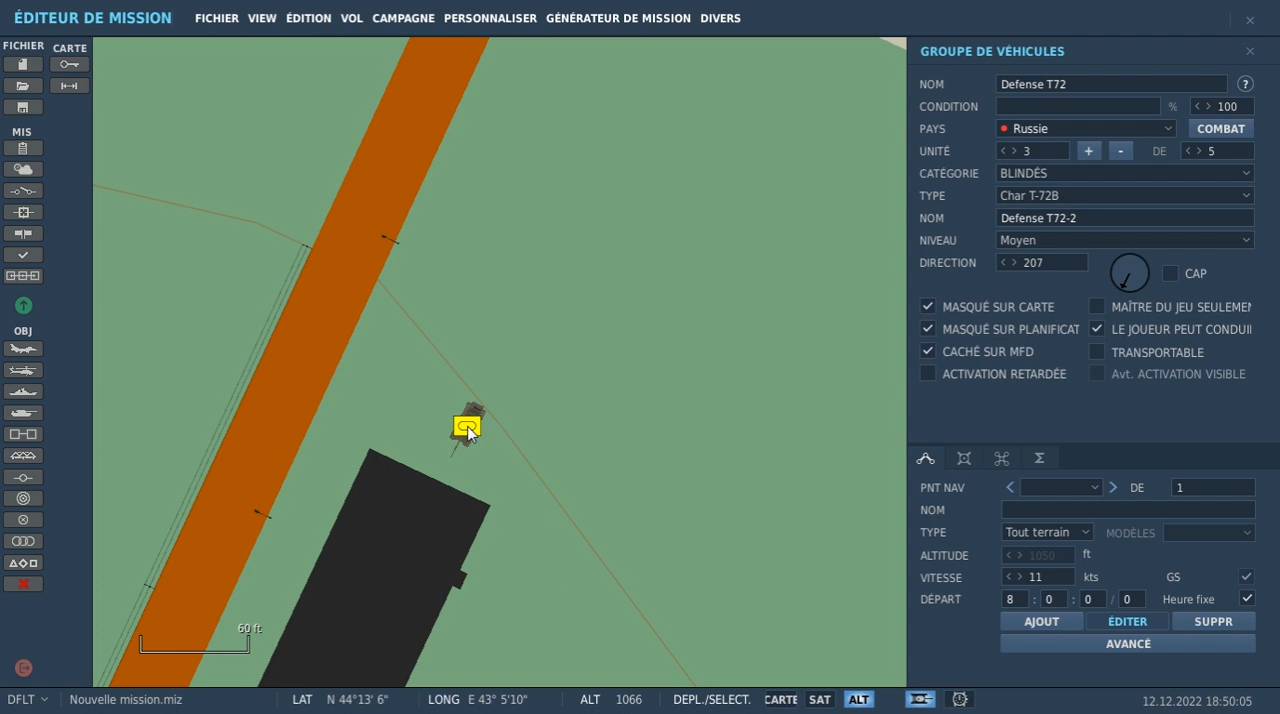 ÉDITEUR DE MISSION FICHIER VIEW ÉDITION VOL CAMPAGNE PERSONNALISER GÉNÉRATEUR DE MISSION DIVERS
FICHIER CARTE
MIS
OBJ
60 ft
GROUPE DE VÉHICULES
NOM Defense T72 ?
CONDITION % 100
PAYS Russie COMBAT
UNITÉ 3 + - DE 5
CATÉGORIE BLINDÉS
TYPE Char T-72B
NOM Defense T72-2
NIVEAU Moyen
DIRECTION 207 CAP
MASQUÉ SUR CARTE MAÎTRE DU JEU SEULEMEN
MASQUÉ SUR PLANIFICAT LE JOUEUR PEUT CONDUI
CACHÉ SUR MFD TRANSPORTABLE
ACTIVATION RETARDÉE Avt. ACTIVATION VISIBLE
PNT NAV DE 1
NOM
TYPE Tout terrain MODÈLES
ALTITUDE 1050 ft
VITESSE 11 kts GS
DÉPART 8 : 0 : 0 / 0 Heure fixe
AJOUT ÉDITER SUPPR
AVANCÉ
DFLT Nouvelle mission.miz LAT N 44°13' 6" LONG E 43° 5'10" ALT 1066 DEPL./SELECT. CARTE SAT ALT 12.12.2022 18:50:05